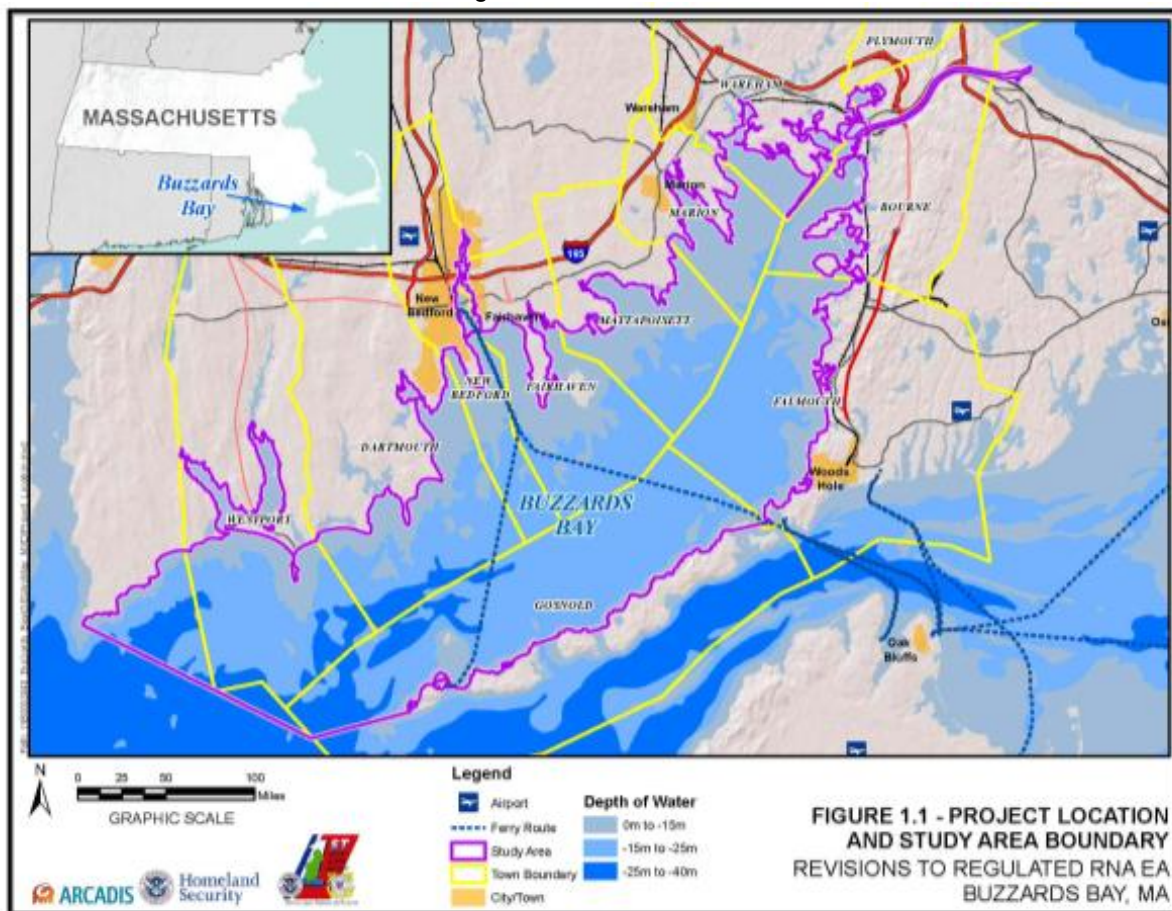 MASSACHUSETTS
Buzzards
Bay
PLYMOUTH
WAREHAM
Wareham
Marion
MARION
BOURNE
195
New
Bedford
Fairhaven
MATTAPOISETT
NEW
BEDFORD
FAIRHAVEN
FALMOUTH
DARTMOUTH
Woods
Hole
BUZZARDS
BAY
WESTPORT
GOSNOLD
Oak
Bluffs
N
0 25 50 100
Miles
GRAPHIC SCALE
ARCADIS
Homeland
Security
Legend
Airport
Ferry Route
Study Area
Town Boundary
City/Town
Depth of Water
0m to -15m
-15m to -25m
-25m to -40m
FIGURE 1.1 - PROJECT LOCATION
AND STUDY AREA BOUNDARY
REVISIONS TO REGULATED RNA EA
BUZZARDS BAY, MA